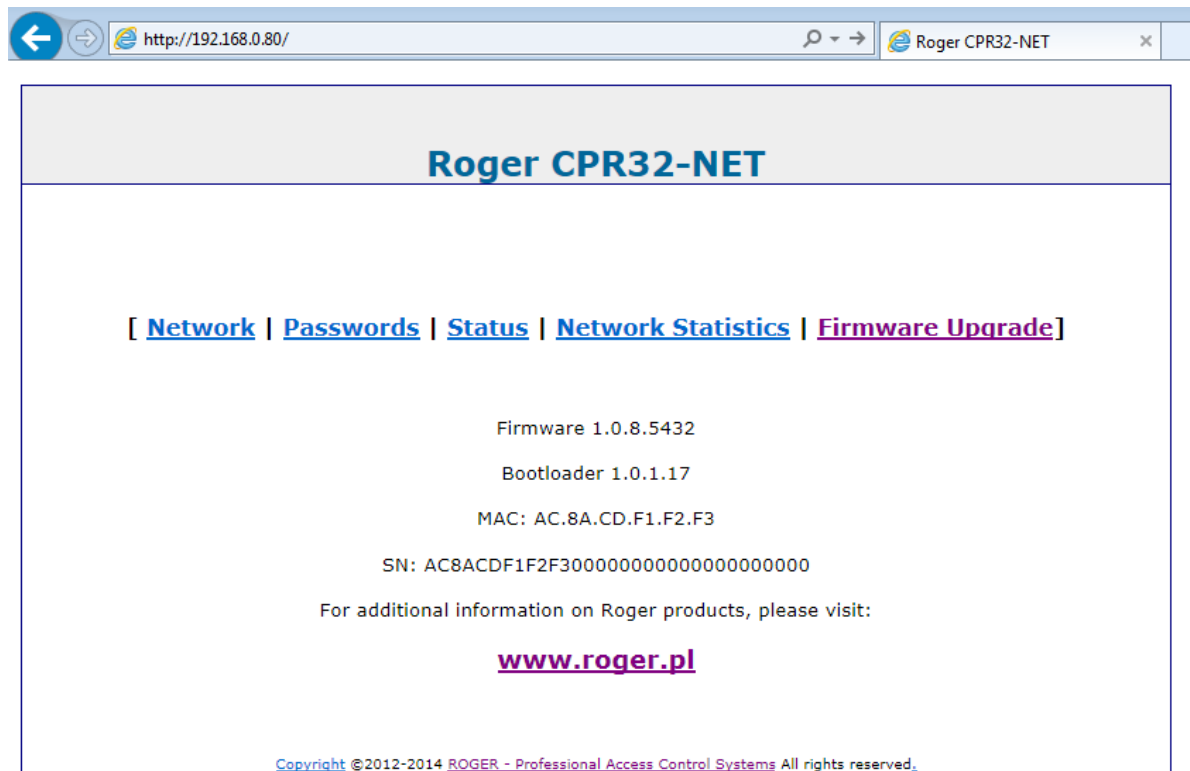 http://192.168.0.80/
Roger CPR32-NET
Roger CPR32-NET
[ Network | Passwords | Status | Network Statistics | Firmware Upgrade]
Firmware 1.0.8.5432
Bootloader 1.0.1.17
MAC: AC.8A.CD.F1.F2.F3
SN: AC8ACDF1F2F300000000000000000000
For additional information on Roger products, please visit:
www.roger.pl
Copyright ©2012-2014 ROGER - Professional Access Control Systems All rights reserved.